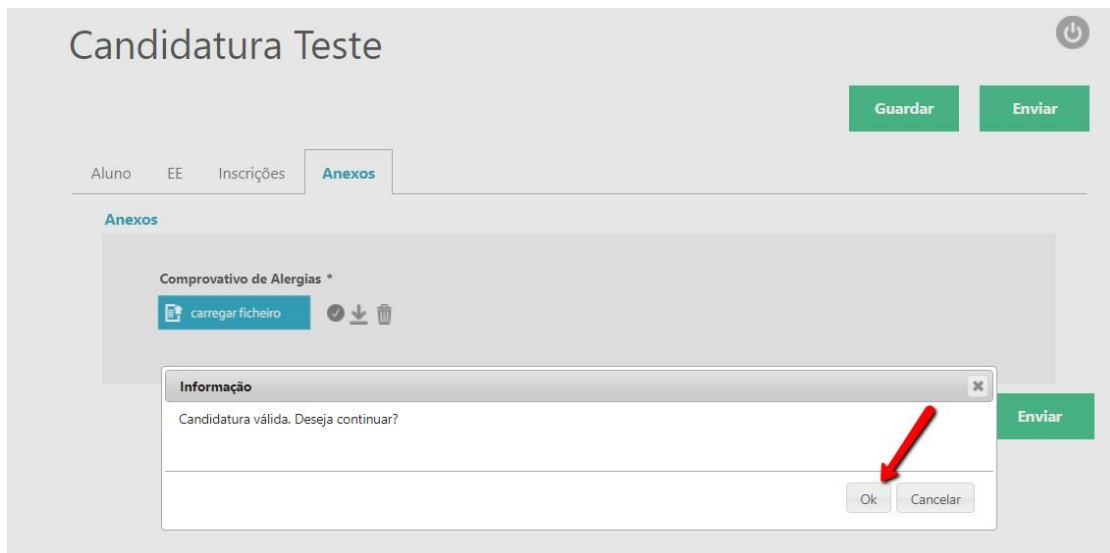 Candidatura Teste
Guardar Enviar
Aluno EE Inscrições Anexos
Anexos
Comprovativo de Alergias *
carregar ficheiro
Informação
Candidatura válida. Deseja continuar?
Enviar
Ok Cancelar